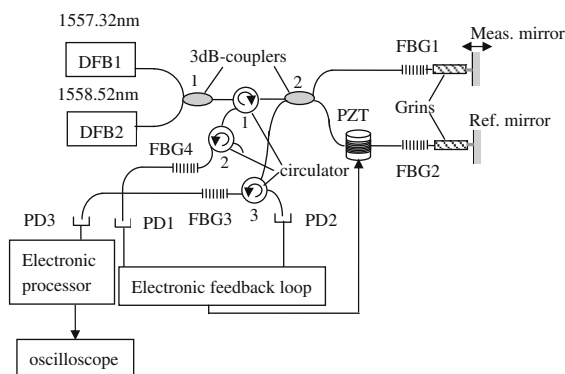 1557.32nm
DFB1
1558.52nm
DFB2
3dB-couplers
1
2
FBG1
Meas. mirror
PZT
Grins
Ref. mirror
FBG2
1
FBG4
2
circulator
FBG3
3
PD3
PD1
PD2
Electronic
processor
Electronic feedback loop
oscilloscope